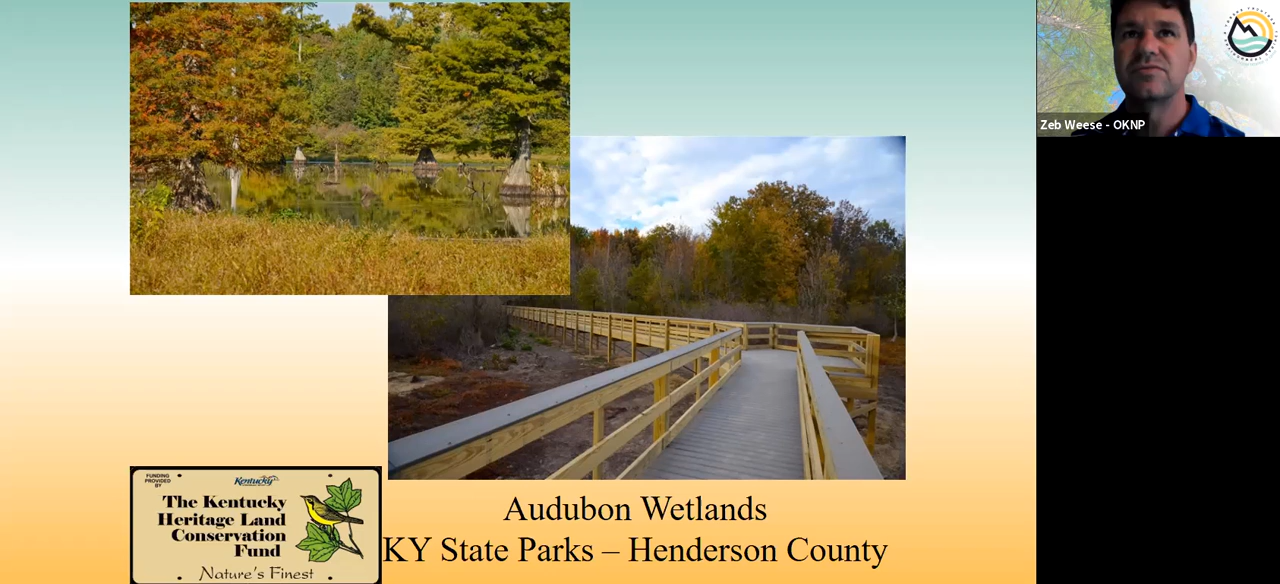 Zeb Weese - OKNP
FUNDING
PROVIDED
BY
Kentucky
The Kentucky
Heritage Land
Conservation
Fund
Nature's Finest
Audubon Wetlands
KY State Parks – Henderson County